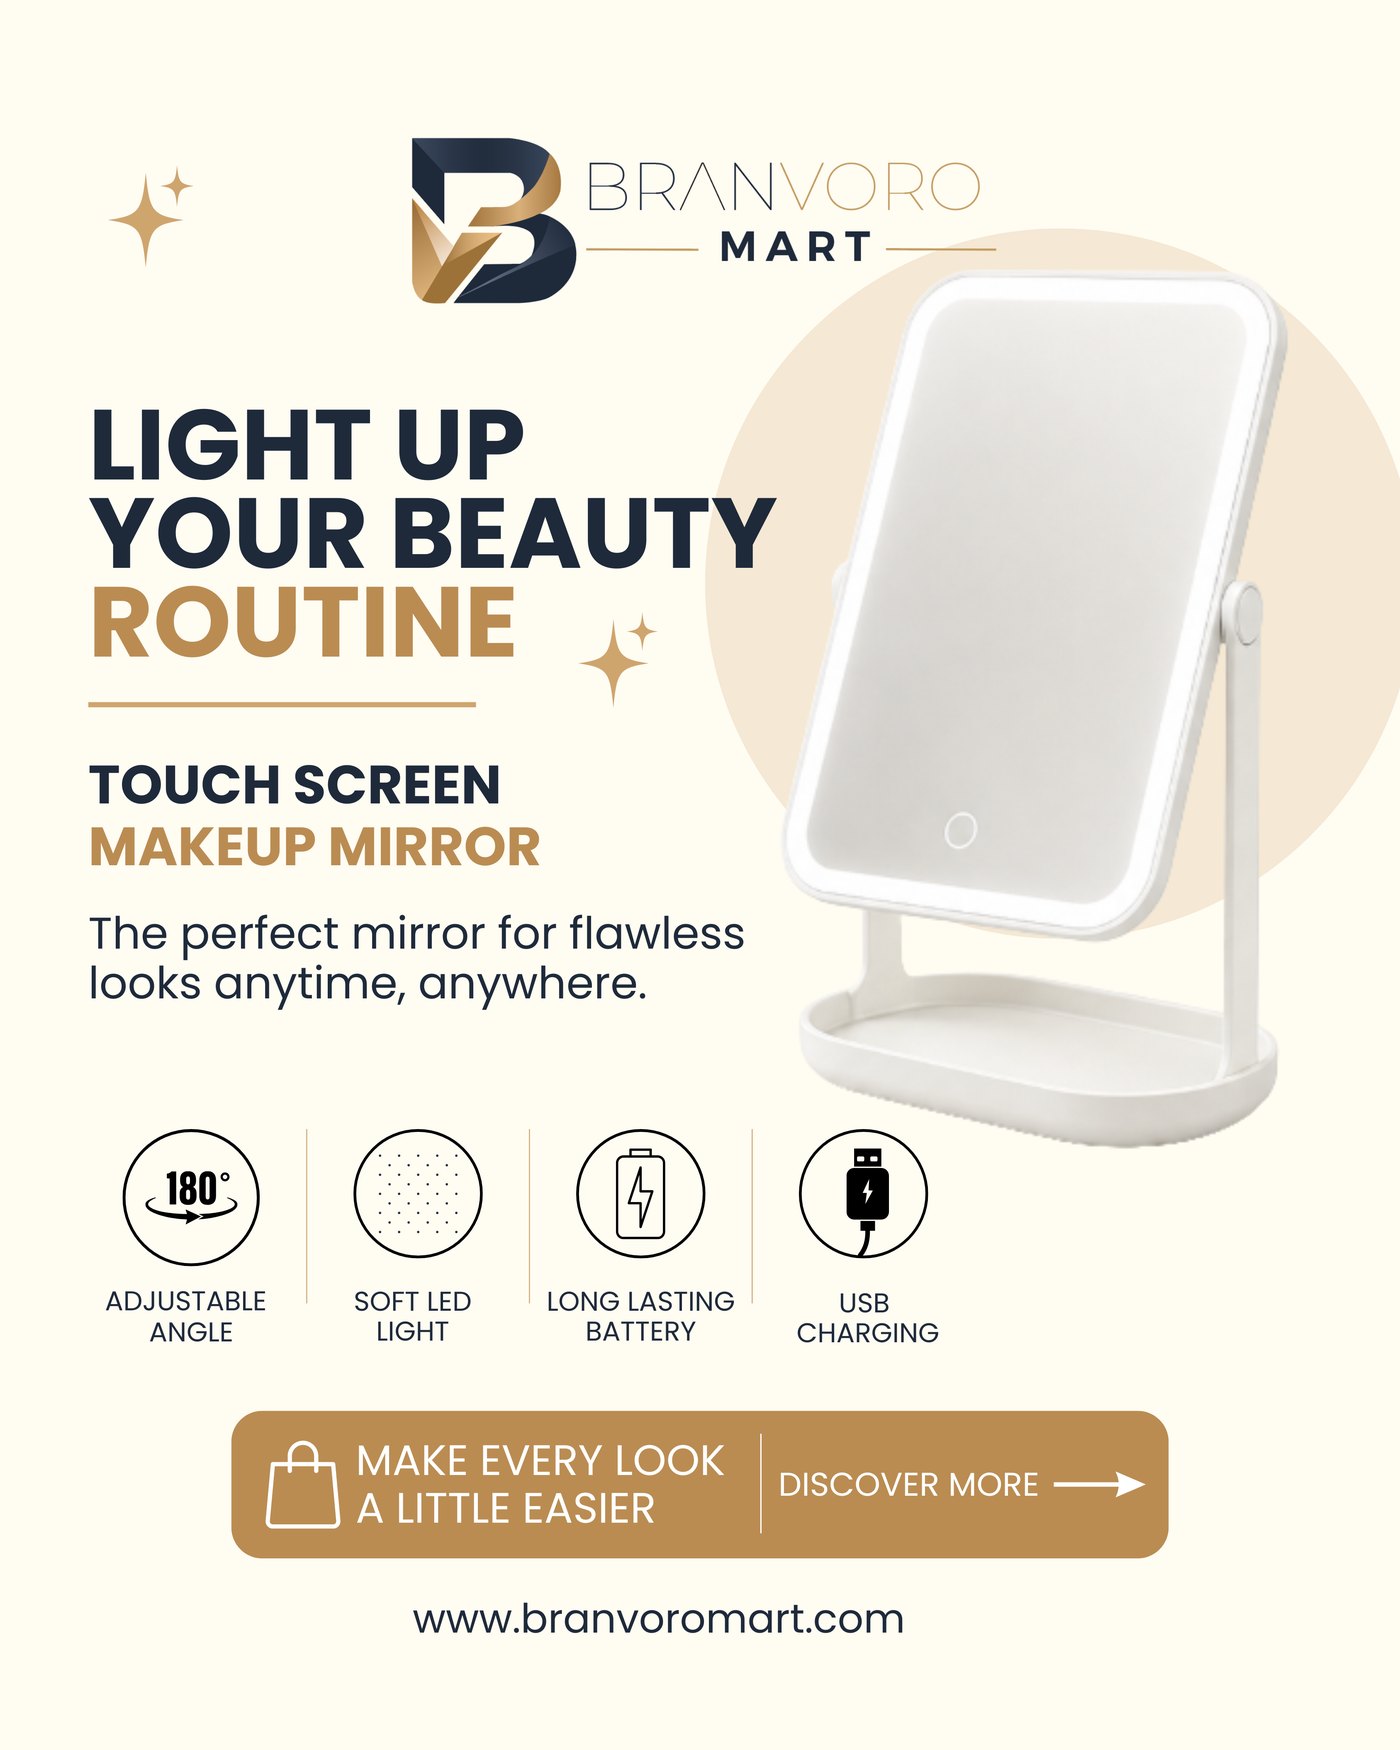 BRANVORO
MART
LIGHT UP
YOUR BEAUTY
ROUTINE
TOUCH SCREEN
MAKEUP MIRROR
The perfect mirror for flawless
looks anytime, anywhere.
180°
ADJUSTABLE
ANGLE
SOFT LED
LIGHT
LONG LASTING
BATTERY
USB
CHARGING
MAKE EVERY LOOK
A LITTLE EASIER
DISCOVER MORE
www.branvoromart.com